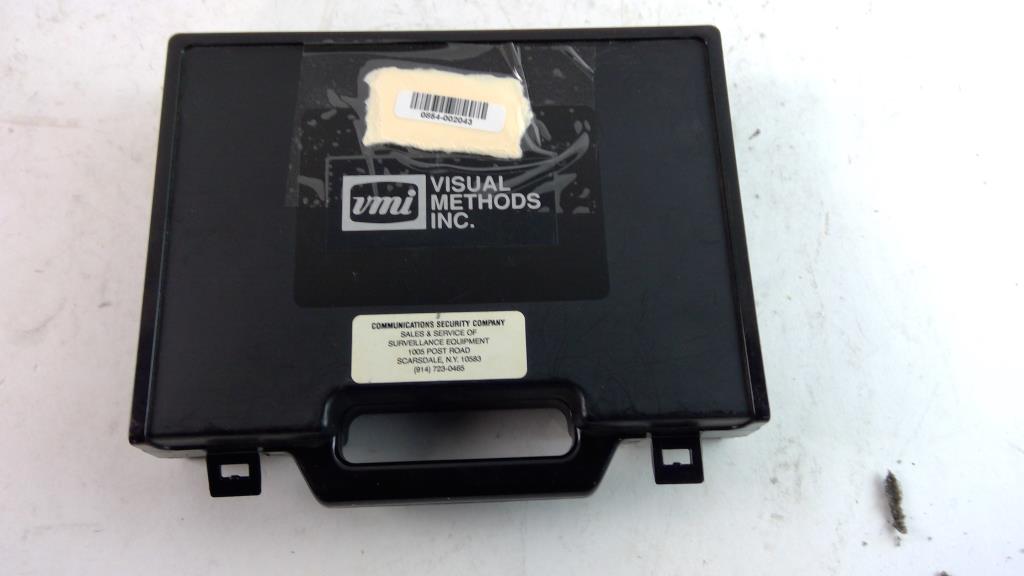 0884-002043
vmi
VISUAL
METHODS
INC.
COMMUNICATIONS SECURITY COMPANY
SALES & SERVICE OF
SURVEILLANCE EQUIPMENT
1005 POST ROAD
SCARSDALE, N.Y. 10583
(914) 723-0465